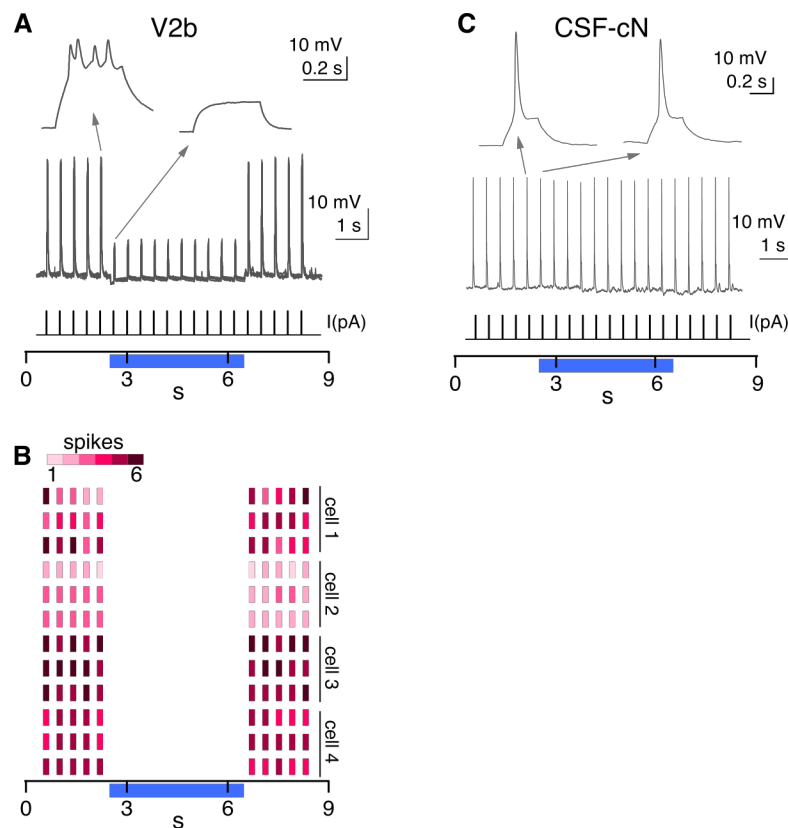 A
V2b
10 mV
0.2 s
10 mV
1 s
I(pA)
0 3 6 9
s
C
CSF-cN
10 mV
0.2 s
10 mV
1 s
I(pA)
0 3 6 9
s
B
spikes
1 6
cell 1
cell 2
cell 3
cell 4
0 3 6 9
s